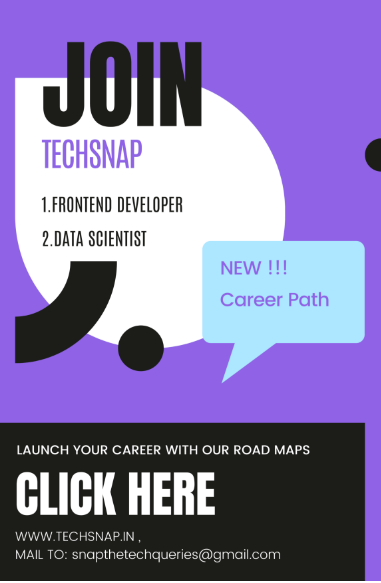 JOIN
TECHSNAP
1.FRONTEND DEVELOPER
2.DATA SCIENTIST
NEW !!!
Career Path
LAUNCH YOUR CAREER WITH OUR ROAD MAPS
CLICK HERE
WWW.TECHSNAP.IN ,
MAIL TO: snapthetechqueries@gmail.com